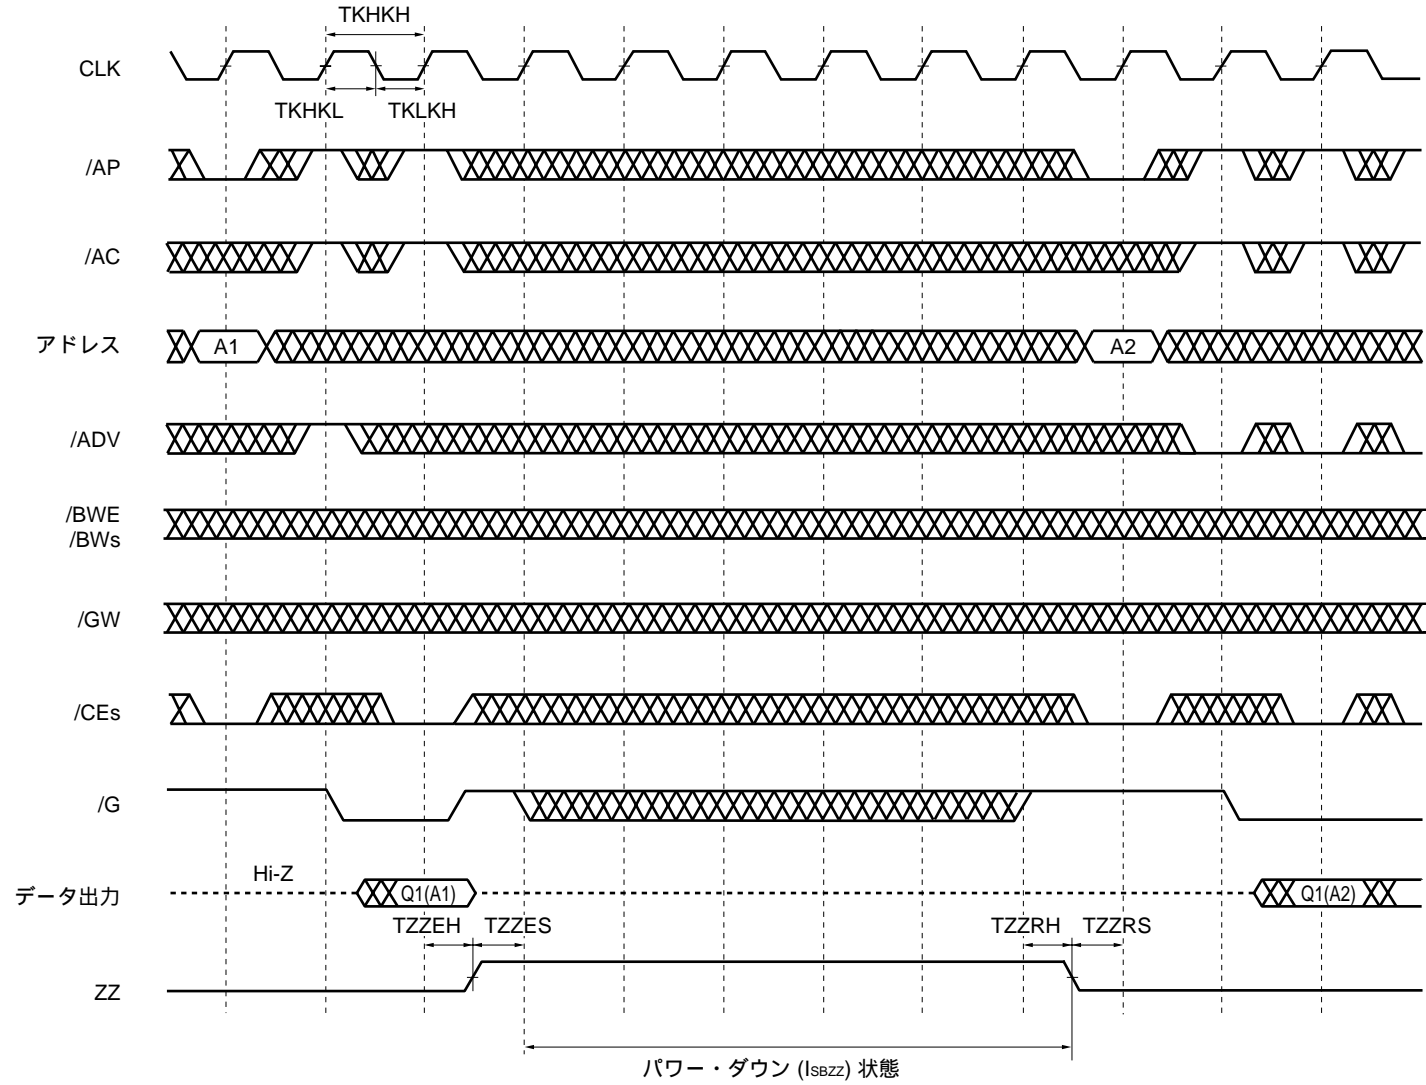 TKHKH
CLK
TKHKL TKLKH
/AP
/AC
アドレス A1 A2
/ADV
/BWE
/BWs
/GW
/CEs
/G
Hi-Z
データ出力 Q1(A1) Q1(A2)
TZZEH TZZES TZZRH TZZRS
ZZ
パワー・ダウン (ISBZZ) 状態